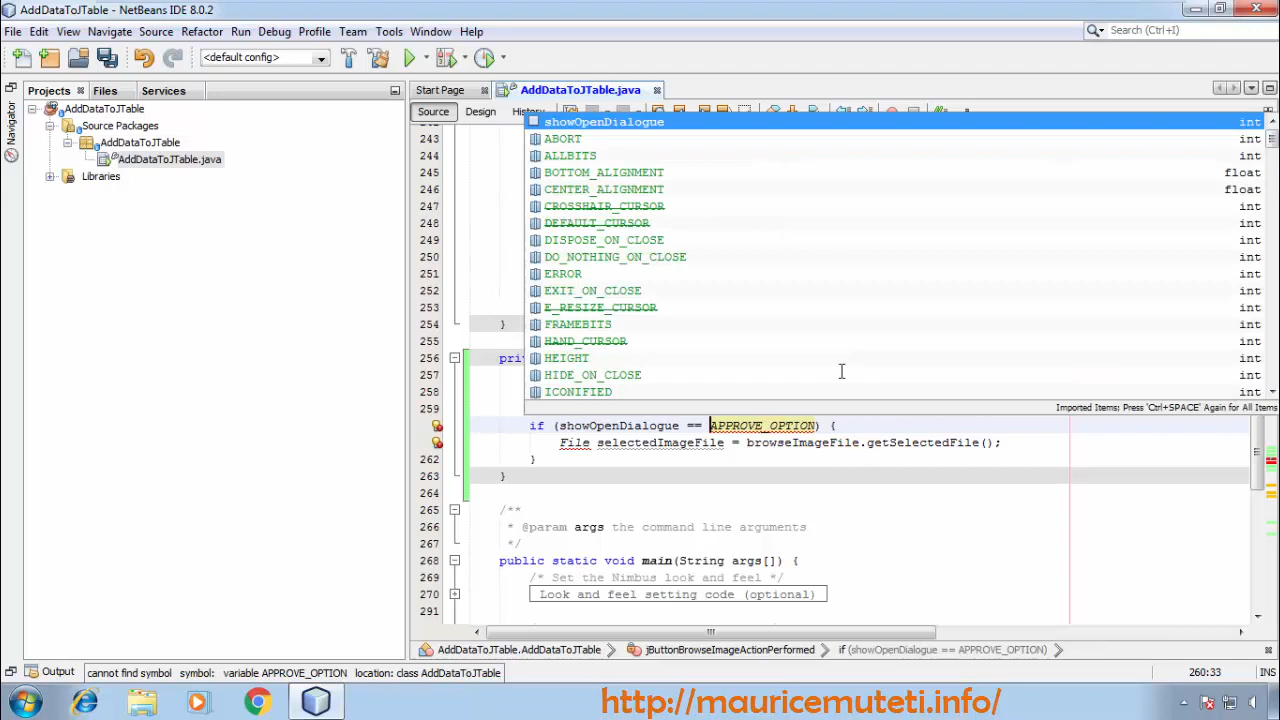 AddDataToJTable - NetBeans IDE 8.0.2
File Edit View Navigate Source Refactor Run Debug Profile Team Tools Window Help
Search (Ctrl+I)
<default config>
Projects Files Services
Start Page AddDataToJTable.java
Navigator
AddDataToJTable
Source Packages
AddDataToJTable
AddDataToJTable.java
Libraries
Source Design History
showOpenDialogue int
243 ABORT int
244 ALLBITS int
245 BOTTOM_ALIGNMENT float
246 CENTER_ALIGNMENT float
247 CROSSHAIR_CURSOR int
248 DEFAULT_CURSOR int
249 DISPOSE_ON_CLOSE int
250 DO_NOTHING_ON_CLOSE int
251 ERROR int
252 EXIT_ON_CLOSE int
253 E_RESIZE_CURSOR int
254 } FRAMEBITS int
255 HAND_CURSOR int
256 pri HEIGHT int
257 HIDE_ON_CLOSE int
258 ICONIFIED int
259 Imported Items; Press 'Ctrl+SPACE' Again for All Items
if (showOpenDialogue == APPROVE_OPTION) {
File selectedImageFile = browseImageFile.getSelectedFile();
262 }
263 }
264
265 /**
266 * @param args the command line arguments
267 */
268 public static void main(String args[]) {
269 /* Set the Nimbus look and feel */
270 Look and feel setting code (optional)
291
AddDataToJTable.AddDataToJTable jButtonBrowseImageActionPerformed if (showOpenDialogue == APPROVE_OPTION)
Output cannot find symbol symbol: variable APPROVE_OPTION location: class AddDataToJTable 260:33 INS
http://mauricemuteti.info/